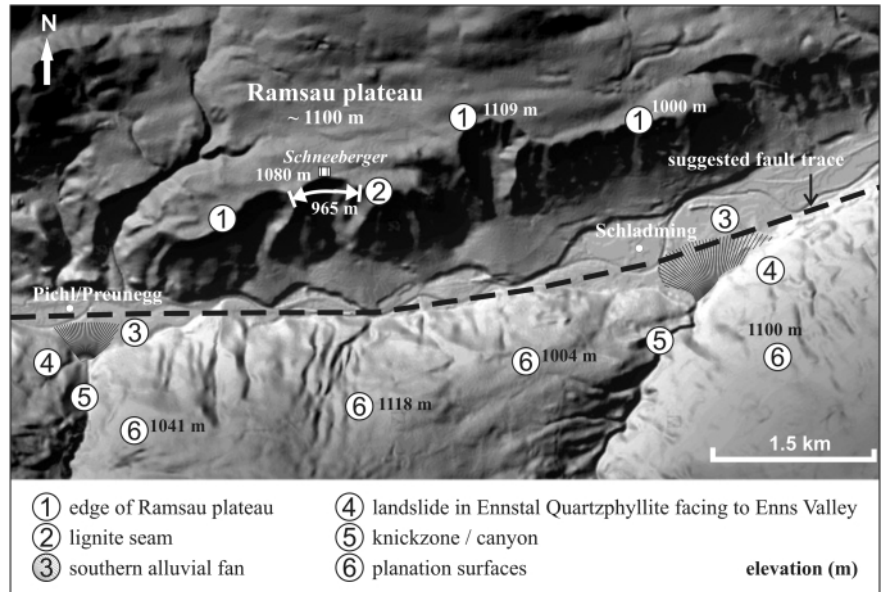 N
Ramsau plateau
~ 1100 m
① 1109 m
① 1000 m
suggested fault trace
Schneeberger
1080 m
②
965 m
①
③
Schladming
④
Pichl/Preunegg
③
④
⑤
⑤
1100 m
⑥
⑥ 1004 m
⑥ 1118 m
⑥ 1041 m
1.5 km
① edge of Ramsau plateau
② lignite seam
③ southern alluvial fan
④ landslide in Ennstal Quartzphyllite facing to Enns Valley
⑤ knickzone / canyon
⑥ planation surfaces
elevation (m)